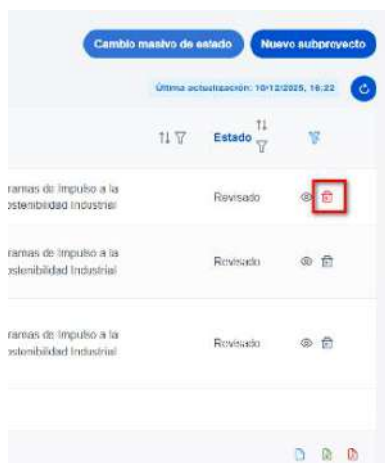 Cambio masivo de estado
Nuevo subproyecto
Última actualización: 10/12/2025, 16:22
Estado
ramas de Impulso a la
ostenibilidad Industrial
Revisado
ramas de Impulso a la
ostenibilidad Industrial
Revisado
ramas de Impulso a la
ostenibilidad Industrial
Revisado